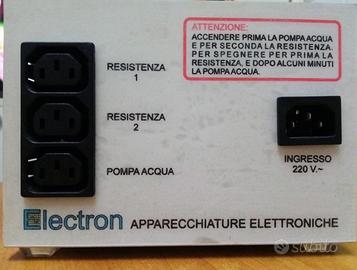 ATTENZIONE:
ACCENDERE PRIMA LA POMPA ACQUA
E PER SECONDA LA RESISTENZA.
PER SPEGNERE PER PRIMA LA
RESISTENZA, E DOPO ALCUNI MINUTI
LA POMPA ACQUA.
RESISTENZA
1
RESISTENZA
2
POMPA ACQUA
INGRESSO
220 V.~
Electron APPARECCHIATURE ELETTRONICHE
subito